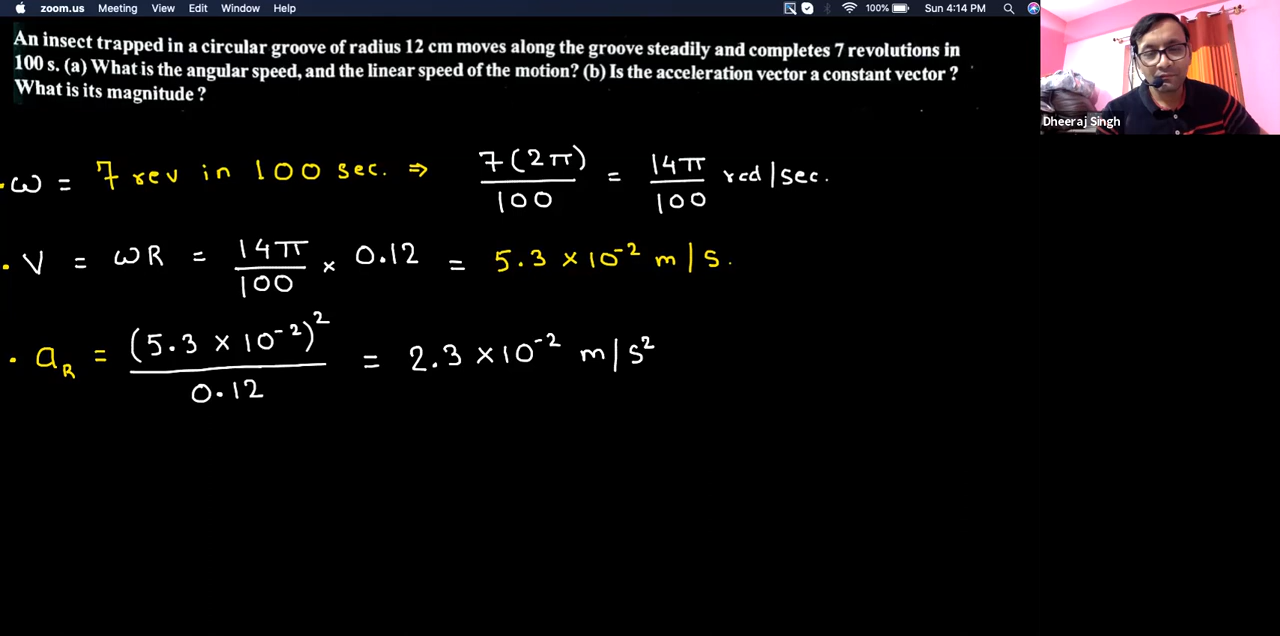 zoom.us Meeting View Edit Window Help 100% Sun 4:14 PM
An insect trapped in a circular groove of radius 12 cm moves along the groove steadily and completes 7 revolutions in
100 s. (a) What is the angular speed, and the linear speed of the motion? (b) Is the acceleration vector a constant vector ?
What is its magnitude ?
Dheeraj Singh
· ω = 7 rev in 100 sec. ⇒ 7(2π)/100 = 14π/100 rad/sec.
· V = ωR = 14π/100 × 0.12 = 5.3 × 10⁻² m/s.
· a_R = (5.3 × 10⁻²)²/0.12 = 2.3 × 10⁻² m/s²